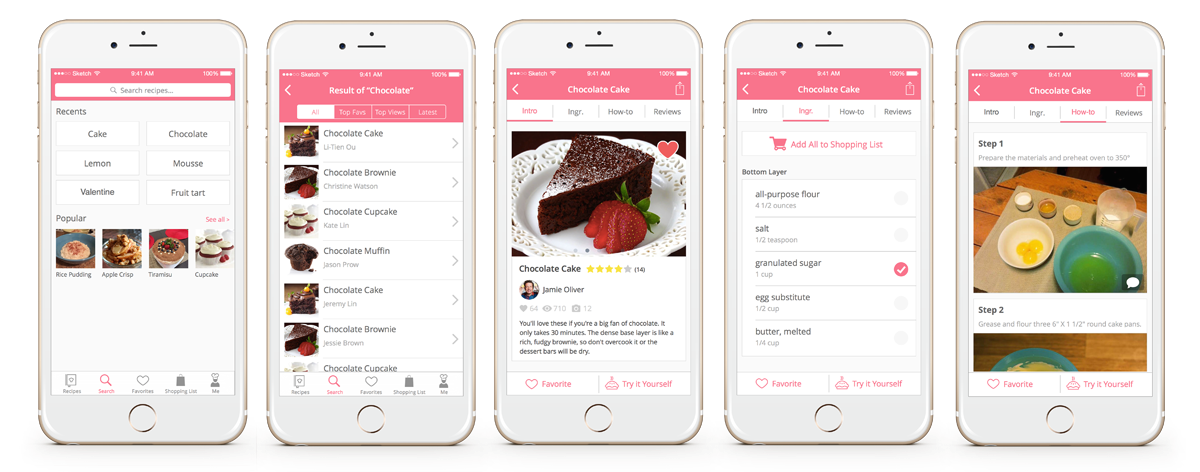 Sketch 9:41 AM 100%
Search recipes...
Recents
Cake Chocolate
Lemon Mousse
Valentine Fruit tart
Popular See all »
Rice Pudding Apple Crisp Tiramisu Cupcake
Recipes Search Favorites Shopping List Me
Sketch 9:41 AM 100%
Result of "Chocolate"
All Top Favs Top Views Latest
Chocolate Cake
Li-Tien Ou
Chocolate Brownie
Christine Watson
Chocolate Cupcake
Kate Lin
Chocolate Muffin
Jason Prow
Chocolate Cake
Jeremy Lin
Chocolate Brownie
Jessie Brown
Chocolate Cupcake
Recipes Search Favorites Shopping List Me
Sketch 9:41 AM 100%
Chocolate Cake
Intro Ingr. How-to Reviews
Chocolate Cake (14)
Jamie Oliver
64 710 12
You'll love these if you're a big fan of chocolate. It
only takes 30 minutes. The dense base layer is like a
rich, fudgy brownie, so don't overcook it or the
dessert bars will be dry.
Favorite Try it Yourself
Sketch 9:41 AM 100%
Chocolate Cake
Intro Ingr. How-to Reviews
Add All to Shopping List
Bottom Layer
all-purpose flour
4 1/2 ounces
salt
1/2 teaspoon
granulated sugar
1 cup
egg substitute
1/2 cup
butter, melted
1/4 cup
Favorite Try it Yourself
Sketch 9:41 AM 100%
Chocolate Cake
Intro Ingr. How-to Reviews
Step 1
Prepare the materials and preheat oven to 350°
Step 2
Grease and flour three 6" X 1 1/2" round cake pans.
Favorite Try it Yourself